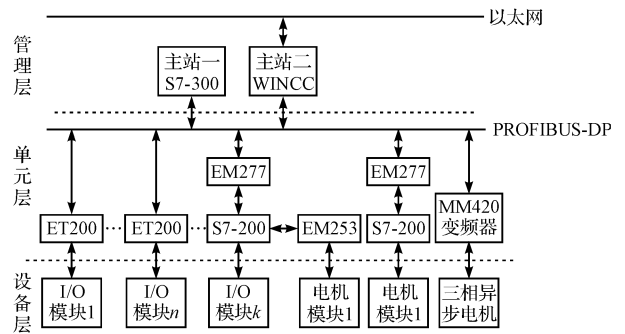 以太网
管理层
主站一
S7-300
主站二
WINCC
PROFIBUS-DP
单元层
EM277
EM277
ET200
ET200
S7-200
EM253
S7-200
MM420
变频器
设备层
I/O
模块1
I/O
模块n
I/O
模块k
电机
模块1
电机
模块1
三相异
步电机